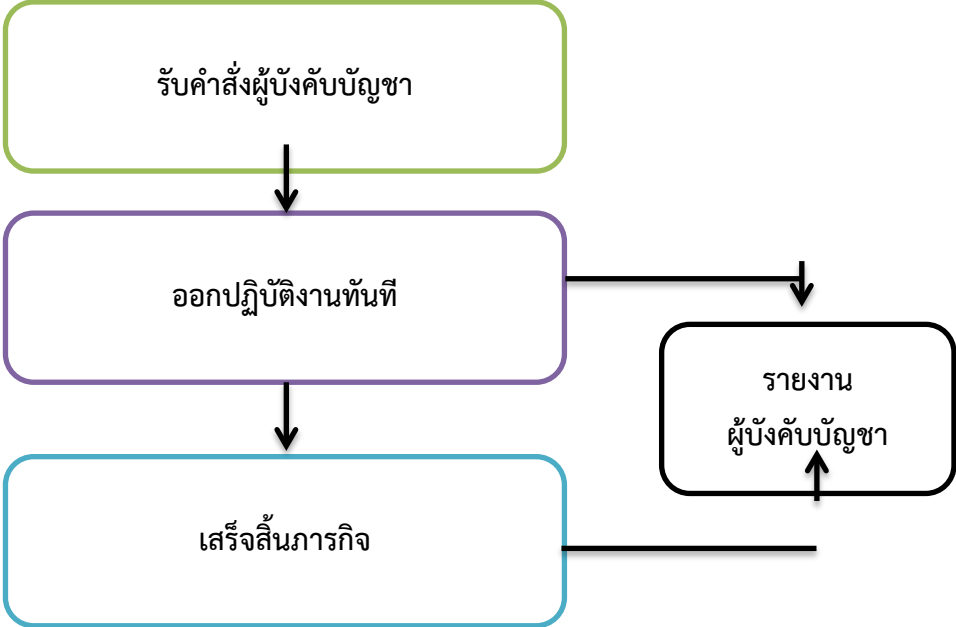 รับคำสั่งผู้บังคับบัญชา
ออกปฏิบัติงานทันที
รายงาน
ผู้บังคับบัญชา
เสร็จสิ้นภารกิจ